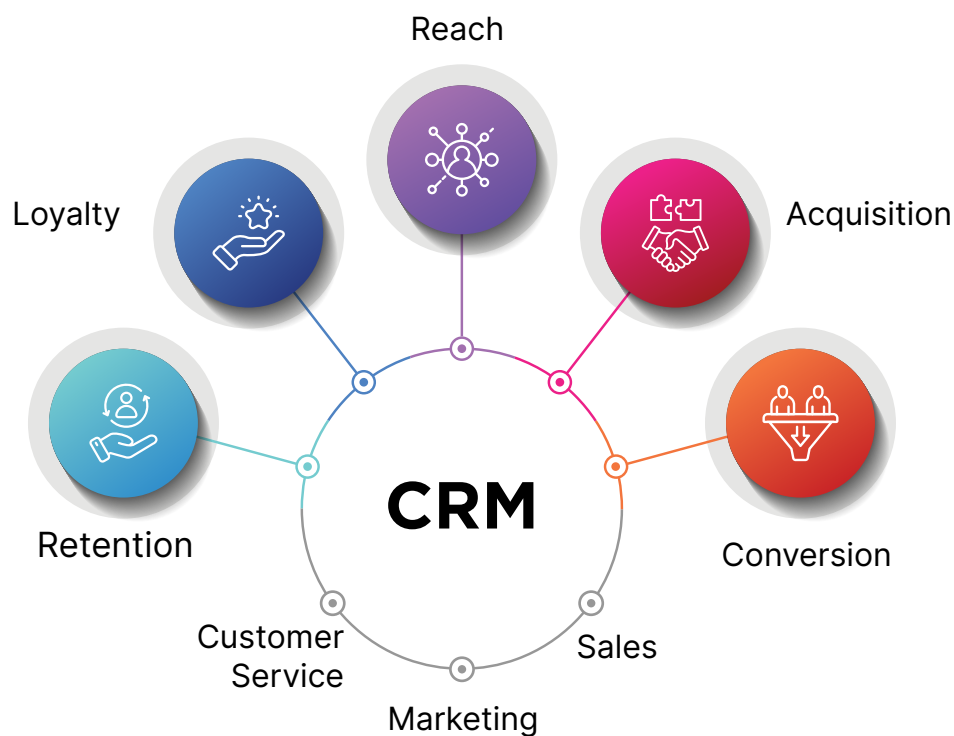 Reach
Loyalty
Acquisition
CRM
Retention
Conversion
Customer
Service
Sales
Marketing